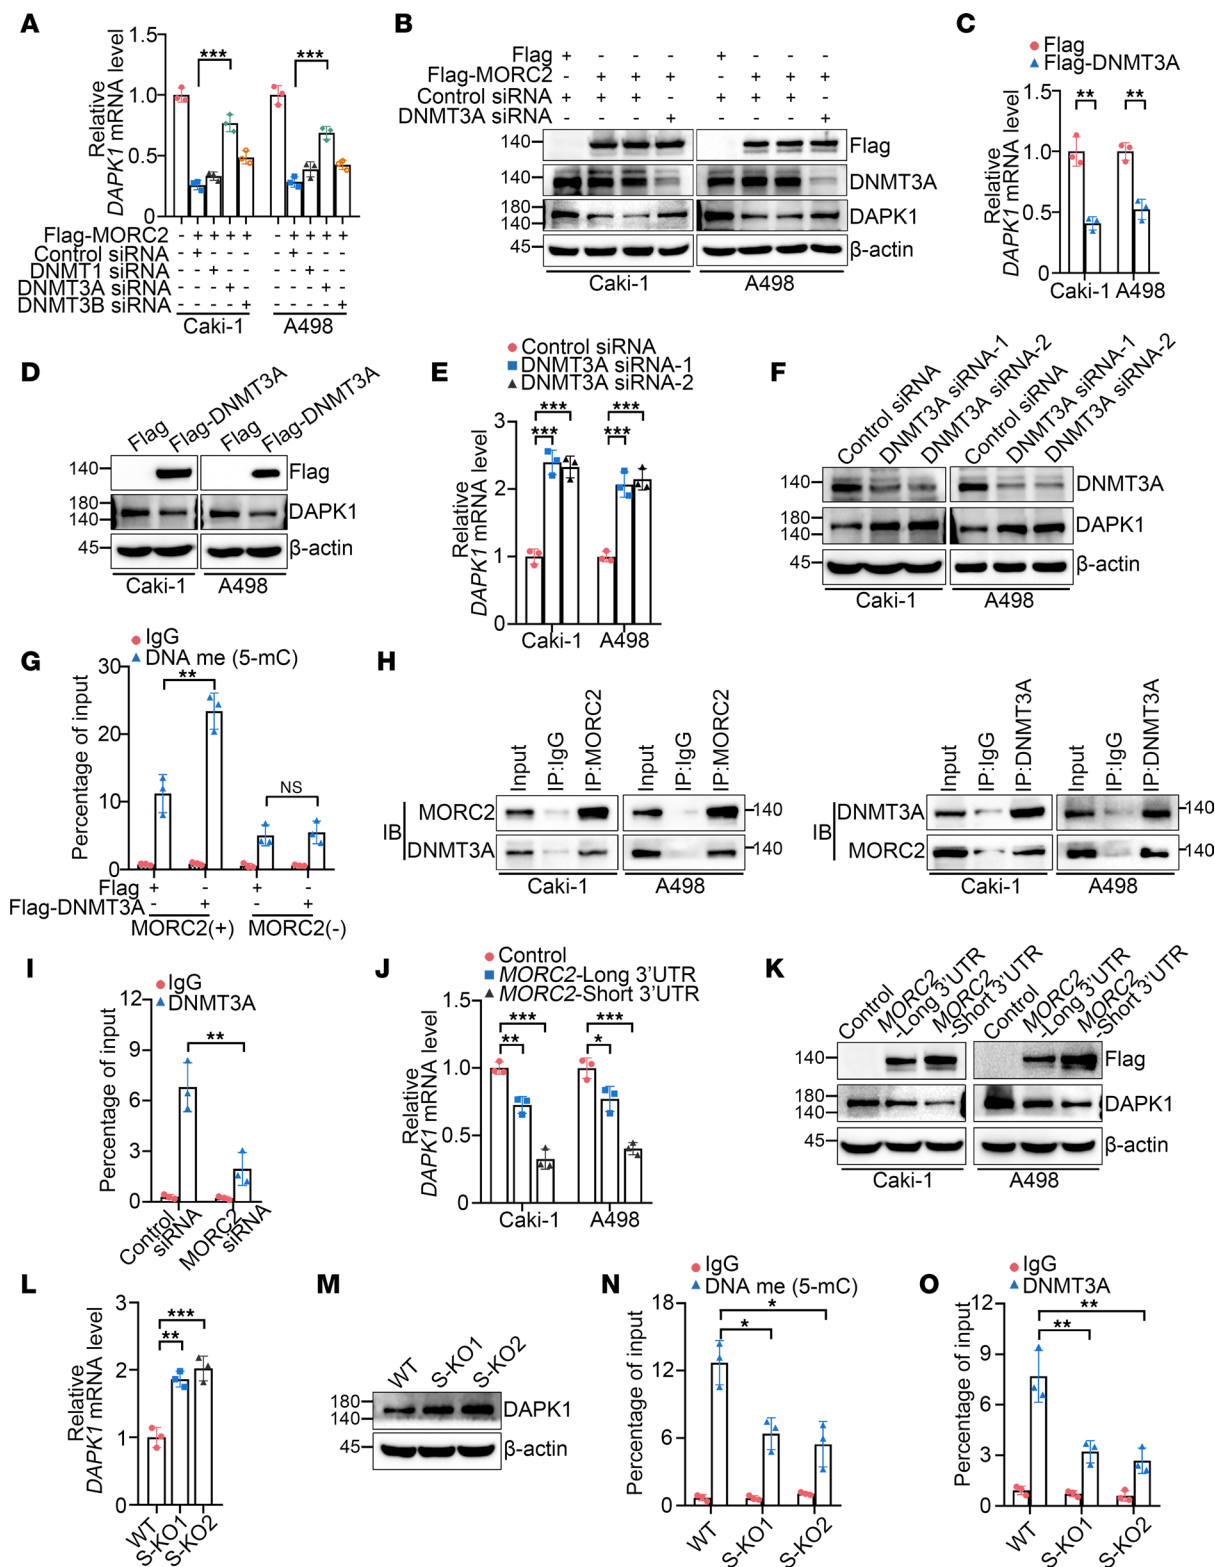 A
Relative
DAPK1 mRNA level
1.5
1.0
0.5
0
***
***
Flag-MORC2 - + + + + - + + + +
Control siRNA - + - - - - + - - -
DNMT1 siRNA - - + - - - - + - -
DNMT3A siRNA - - - + - - - - + -
DNMT3B siRNA - - - - + - - - - +
Caki-1
A498
B
Flag + - - - + - - -
Flag-MORC2 - + + + - + + +
Control siRNA + + + - + + + -
DNMT3A siRNA - - - + - - - +
140
Flag
140
DNMT3A
180
140
DAPK1
45
β-actin
Caki-1
A498
C
Flag
Flag-DNMT3A
Relative
DAPK1 mRNA level
1.5
1.0
0.5
0
**
**
Caki-1 A498
D
Flag
Flag-DNMT3A
Flag
Flag-DNMT3A
140
Flag
180
140
DAPK1
45
β-actin
Caki-1
A498
E
Control siRNA
DNMT3A siRNA-1
DNMT3A siRNA-2
Relative
DAPK1 mRNA level
3
2
1
0
***
***
***
***
Caki-1
A498
F
Control siRNA
DNMT3A siRNA-1
DNMT3A siRNA-2
Control siRNA
DNMT3A siRNA-1
DNMT3A siRNA-2
140
DNMT3A
180
140
DAPK1
45
β-actin
Caki-1
A498
G
IgG
DNA me (5-mC)
Percentage of input
30
20
10
0
**
NS
Flag + - + -
Flag-DNMT3A - + - +
MORC2(+)
MORC2(-)
H
Input
IP:IgG
IP:MORC2
Input
IP:IgG
IP:MORC2
IB
MORC2
140
DNMT3A
140
Caki-1
A498
Input
IP:IgG
IP:DNMT3A
Input
IP:IgG
IP:DNMT3A
IB
DNMT3A
140
MORC2
140
Caki-1
A498
I
IgG
DNMT3A
Percentage of input
12
9
6
3
0
**
Control
siRNA
MORC2
siRNA
J
Control
MORC2-Long 3'UTR
MORC2-Short 3'UTR
Relative
DAPK1 mRNA level
1.5
1.0
0.5
0
***
**
***
*
Caki-1
A498
K
Control
MORC2
-Long 3'UTR
MORC2
-Short 3'UTR
Control
MORC2
-Long 3'UTR
MORC2
-Short 3'UTR
140
Flag
180
140
DAPK1
45
β-actin
Caki-1
A498
L
Relative
DAPK1 mRNA level
3
2
1
0
***
**
WT
S-KO1
S-KO2
M
WT
S-KO1
S-KO2
180
140
DAPK1
45
β-actin
N
IgG
DNA me (5-mC)
Percentage of input
18
12
6
0
*
*
WT
S-KO1
S-KO2
O
IgG
DNMT3A
Percentage of input
12
9
6
3
0
**
**
WT
S-KO1
S-KO2